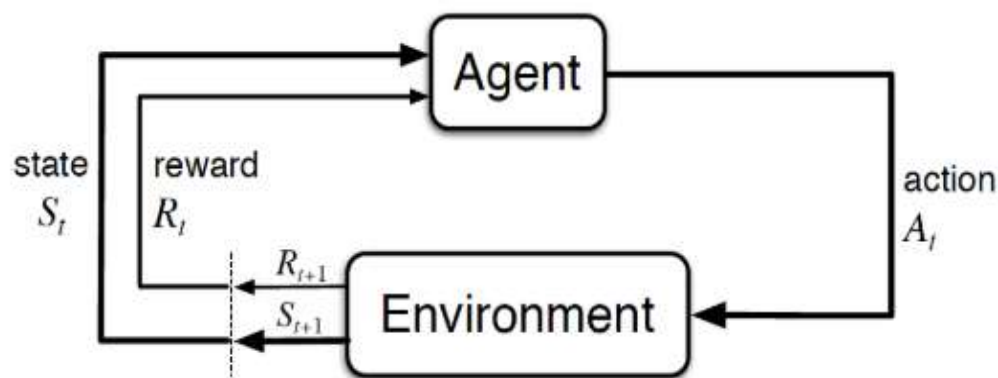 Agent
state
S_t
reward
R_t
action
A_t
R_{t+1}
S_{t+1}
Environment